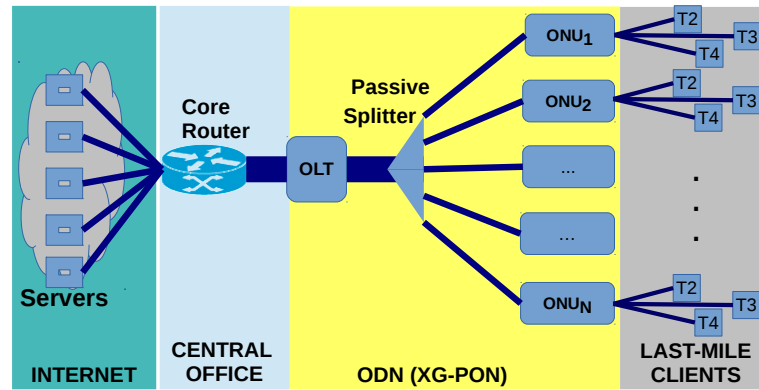 Servers
INTERNET
Core
Router
CENTRAL
OFFICE
OLT
Passive
Splitter
ONU1
ONU2
...
...
ONUN
ODN (XG-PON)
T2
T3
T4
T2
T3
T4
.
.
.
T2
T3
T4
LAST-MILE
CLIENTS